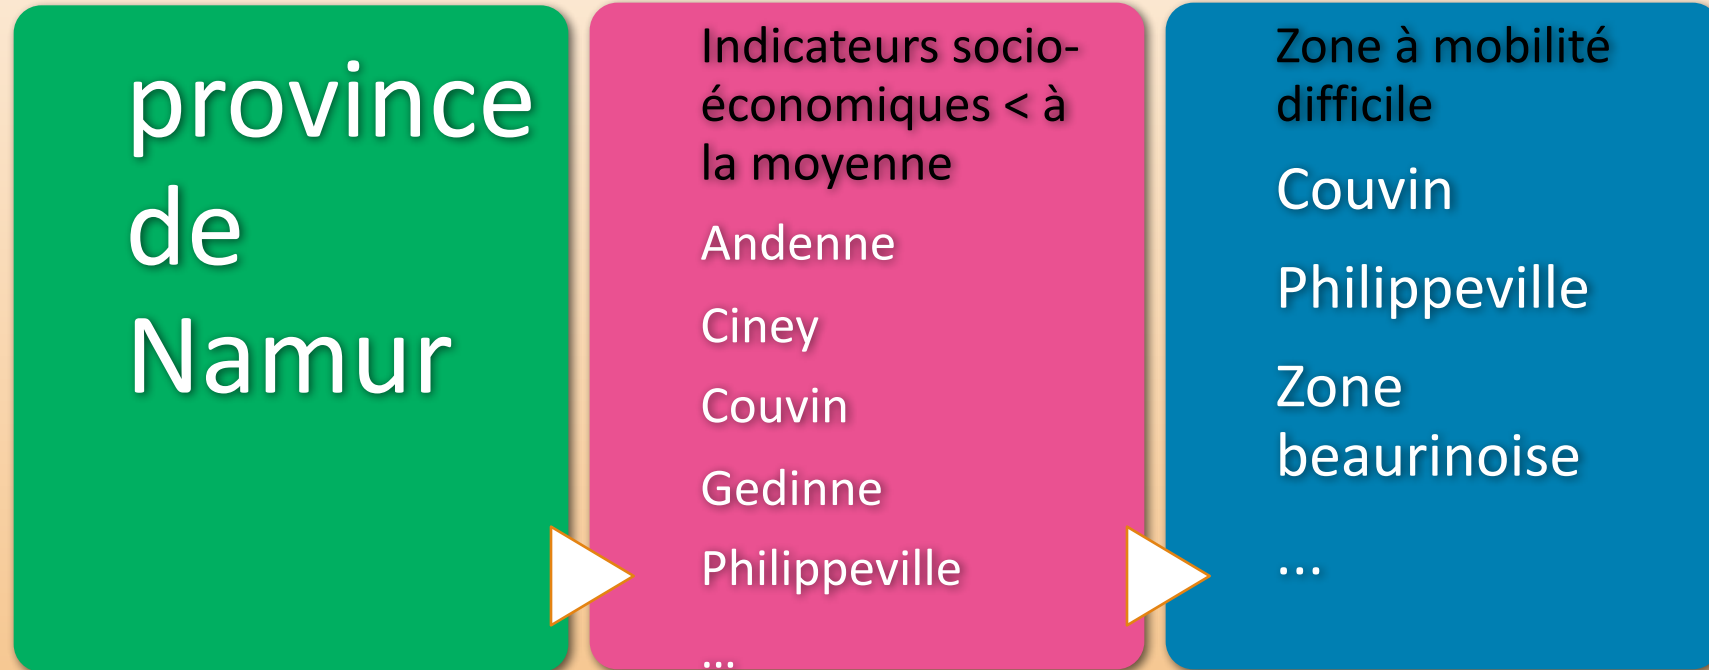 province
de
Namur
Indicateurs socio-
économiques < à
la moyenne
Andenne
Ciney
Couvin
Gedinne
Philippeville
...
Zone à mobilité
difficile
Couvin
Philippeville
Zone
beaurinoise
...